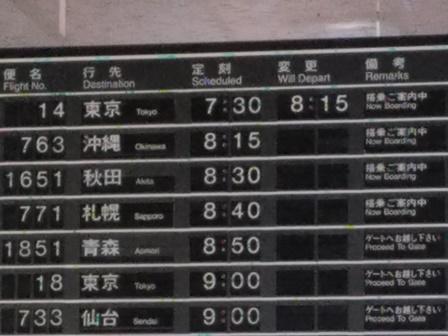 便名 行先 定刻 変更 備考
Flight No. Destination Scheduled Will Depart Remarks
14 東京 Tokyo 7:30 8:15 搭乗ご案内中 Now Boarding
763 沖縄 Okinawa 8:15 搭乗ご案内中 Now Boarding
1651 秋田 Akita 8:30 搭乗ご案内中 Now Boarding
771 札幌 Sapporo 8:40 搭乗ご案内中 Now Boarding
1851 青森 Aomori 8:50 ゲートへお越し下さい Proceed To Gate
18 東京 Tokyo 9:00 ゲートへお越し下さい Proceed To Gate
733 仙台 Sendai 9:00 ゲートへお越し下さい Proceed To Gate